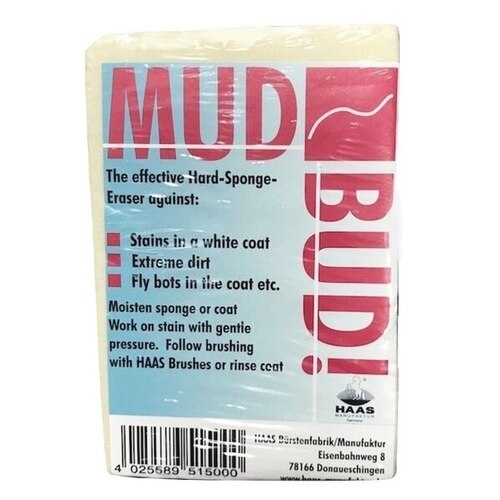 MUD
BUD!
The effective Hard-Sponge-
Eraser against:
Stains in a white coat
Extreme dirt
Fly bots in the coat etc.
Moisten sponge or coat
Work on stain with gentle
pressure. Follow brushing
with HAAS Brushes or rinse coat
HAAS
MANUFAKTUR
Germany
HAAS Bürstenfabrik/Manufaktur
Eisenbahnweg 8
78166 Donaueschingen
4 025589 515000